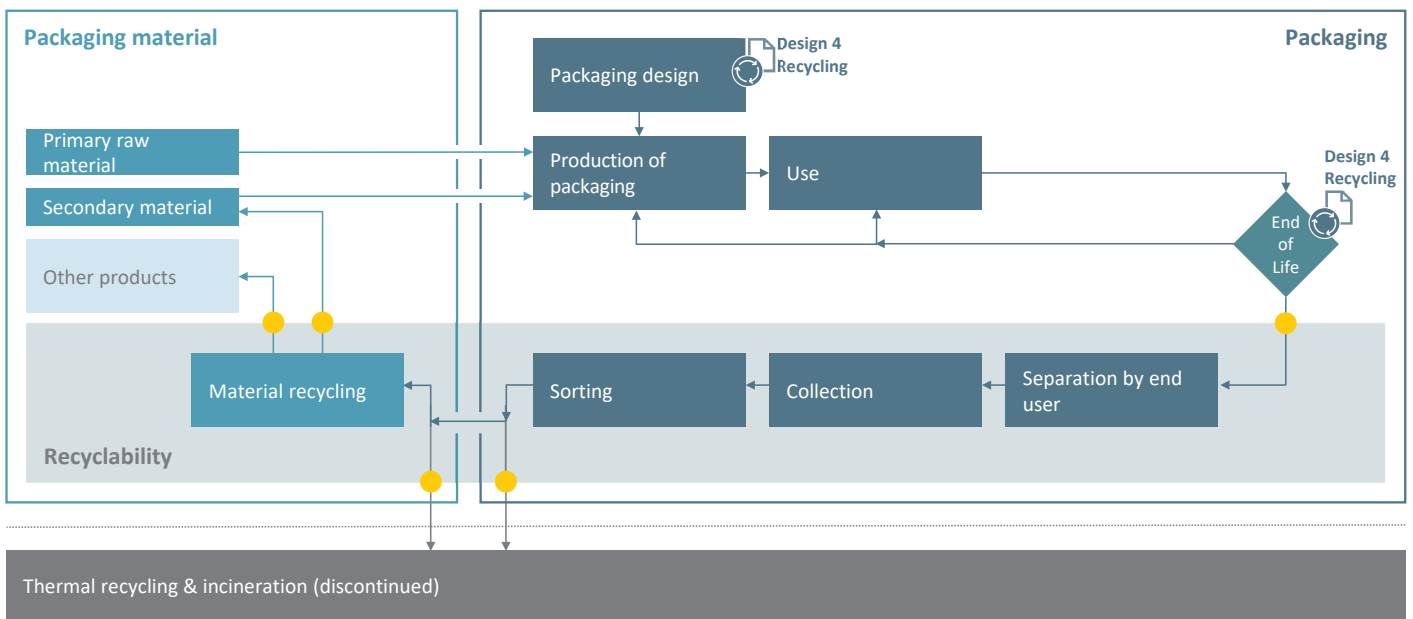 Packaging material
Packaging
Design 4
Recycling
Packaging design
Primary raw
material
Production of
packaging
Use
Design 4
Recycling
Secondary material
End
of
Life
Other products
Material recycling
Sorting
Collection
Separation by end
user
Recyclability
Thermal recycling & incineration (discontinued)